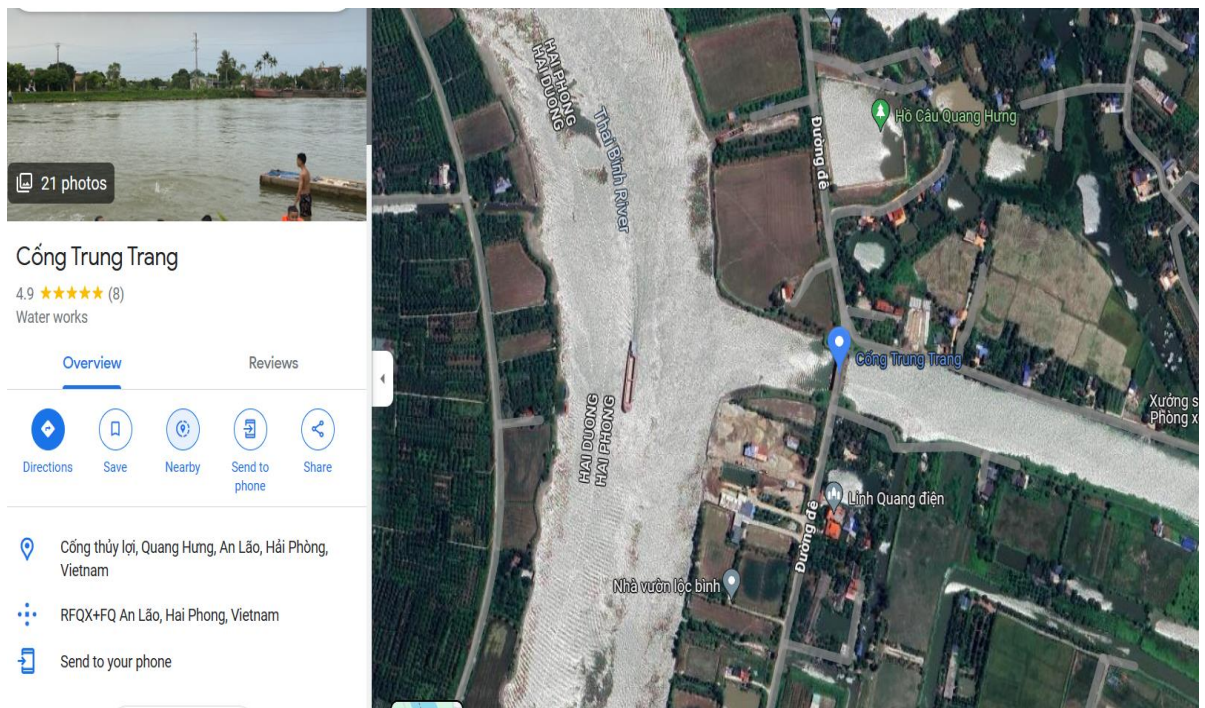 21 photos
Cống Trung Trang
4.9 ★★★★★ (8)
Water works
Overview
Reviews
Directions
Save
Nearby
Send to
phone
Share
Cống thủy lợi, Quang Hưng, An Lão, Hải Phòng,
Vietnam
RFQX+FQ An Lão, Hai Phong, Vietnam
Send to your phone
HAI PHONG
HAI DUONG
Thai Binh River
Đường đê
Hồ Câu Quang Hưng
Cống Trung Trang
Xưởng s
Phòng x
HAI DUONG
HAI PHONG
Linh Quang điện
Đường đê
Nhà vườn lộc bình